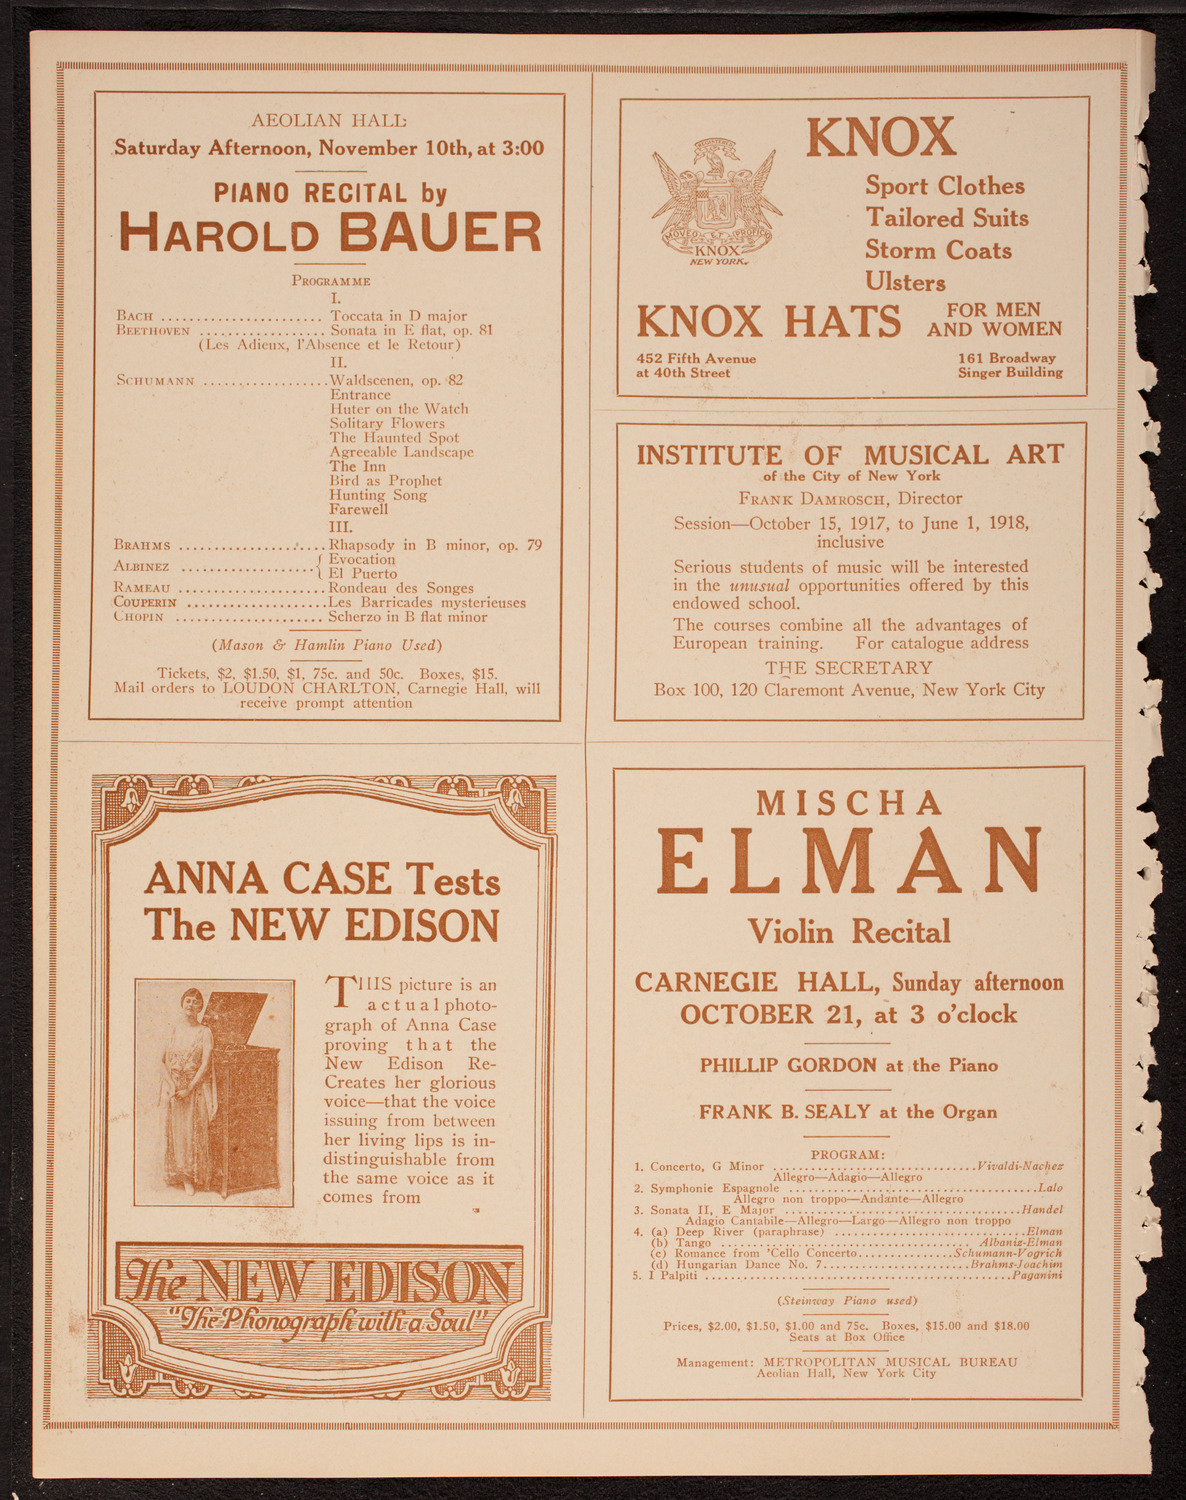 AEOLIAN HALL
Saturday Afternoon, November 10th, at 3:00
PIANO RECITAL by
HAROLD BAUER
PROGRAMME
I.
BACH ....................... Toccata in D major
BEETHOVEN .................. Sonata in E flat, op. 81
(Les Adieux, l'Absence et le Retour)
II.
SCHUMANN .................. Waldscenen, op. 82
Entrance
Huter on the Watch
Solitary Flowers
The Haunted Spot
Agreeable Landscape
The Inn
Bird as Prophet
Hunting Song
Farewell
III.
BRAHMS ..................... Rhapsody in B minor, op. 79
ALBINEZ ................... { Evocation
{ El Puerto
RAMEAU ..................... Rondeau des Songes
COUPERIN .................... Les Barricades mysterieuses
CHOPIN ..................... Scherzo in B flat minor
(Mason & Hamlin Piano Used)
Tickets, $2, $1.50, $1, 75c. and 50c. Boxes, $15.
Mail orders to LOUDON CHARLTON, Carnegie Hall, will
receive prompt attention
KNOX
REGISTERED
MOVEO ET PROFICIO
KNOX
NEW YORK.
Sport Clothes
Tailored Suits
Storm Coats
Ulsters
KNOX HATS FOR MEN
AND WOMEN
452 Fifth Avenue
at 40th Street
161 Broadway
Singer Building
INSTITUTE OF MUSICAL ART
of the City of New York
FRANK DAMROSCH, Director
Session—October 15, 1917, to June 1, 1918,
inclusive
Serious students of music will be interested
in the unusual opportunities offered by this
endowed school.
The courses combine all the advantages of
European training. For catalogue address
THE SECRETARY
Box 100, 120 Claremont Avenue, New York City
ANNA CASE Tests
The NEW EDISON
THIS picture is an
actual photo-
graph of Anna Case
proving that the
New Edison Re-
Creates her glorious
voice—that the voice
issuing from between
her living lips is in-
distinguishable from
the same voice as it
comes from
The NEW EDISON
"The Phonograph with a Soul"
MISCHA
ELMAN
Violin Recital
CARNEGIE HALL, Sunday afternoon
OCTOBER 21, at 3 o'clock
PHILLIP GORDON at the Piano
FRANK B. SEALY at the Organ
PROGRAM:
1. Concerto, G Minor ..............................Vivaldi-Nachez
Allegro—Adagio—Allegro
2. Symphonie Espagnole .....................................Lalo
Allegro non troppo—Andante—Allegro
3. Sonata II, E Major ...................................Handel
Adagio Cantabile—Allegro—Largo—Allegro non troppo
4. (a) Deep River (paraphrase) ............................Elman
(b) Tango .....................................Albaniz-Elman
(c) Romance from 'Cello Concerto...............Schumann-Vogrich
(d) Hungarian Dance No. 7.......................Brahms-Joachim
5. I Palpiti ..............................................Paganini
(Steinway Piano used)
Prices, $2.00, $1.50, $1.00 and 75c. Boxes, $15.00 and $18.00
Seats at Box Office
Management: METROPOLITAN MUSICAL BUREAU
Aeolian Hall, New York City